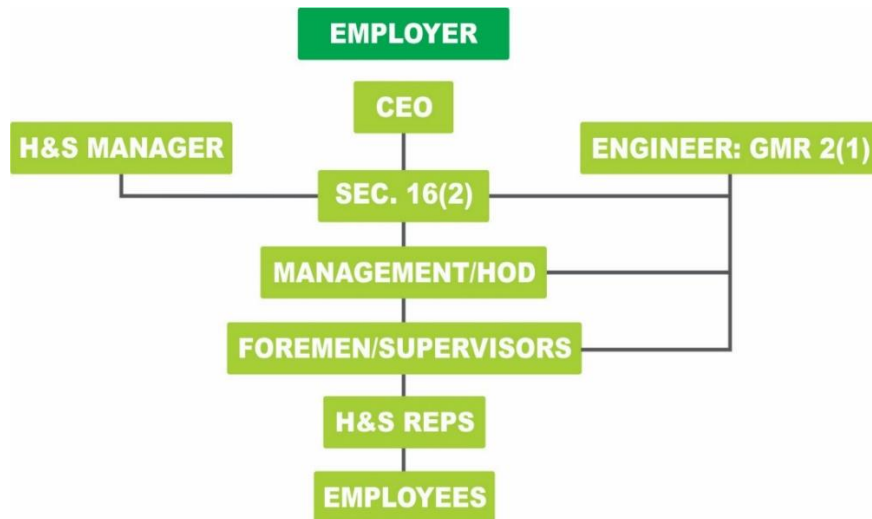 EMPLOYER
CEO
H&S MANAGER
ENGINEER: GMR 2(1)
SEC. 16(2)
MANAGEMENT/HOD
FOREMEN/SUPERVISORS
H&S REPS
EMPLOYEES